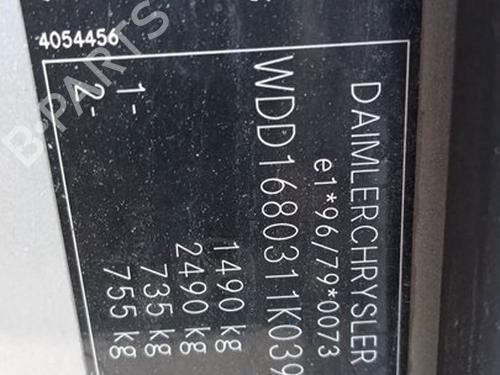 DAIMLERCHRYSLER
e1*96/79*0073
WDD1680311K039
1490 kg
2490 kg
1- 735 kg
2- 755 kg
4054456
B-PARTS